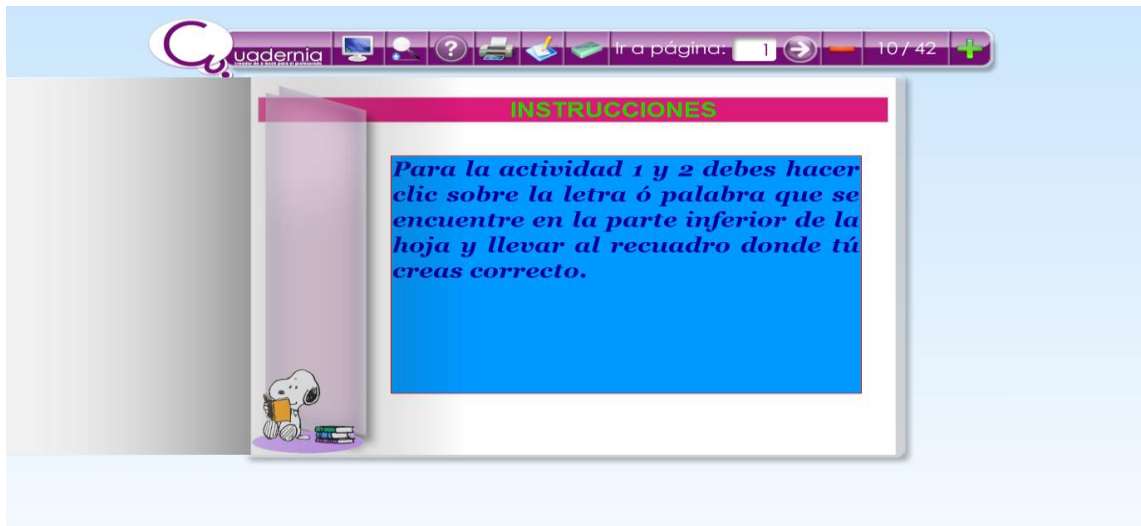 Cuadernia
Ir a página: 1
10 / 42
INSTRUCCIONES
Para la actividad 1 y 2 debes hacer
clic sobre la letra ó palabra que se
encuentre en la parte inferior de la
hoja y llevar al recuadro donde tú
creas correcto.